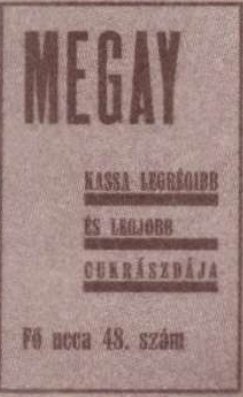 MEGAY
KASSA LEGRÉGIBB
ÉS LEGJOBB
CUKRÁSZDÁJA
Fő ucca 48. szám